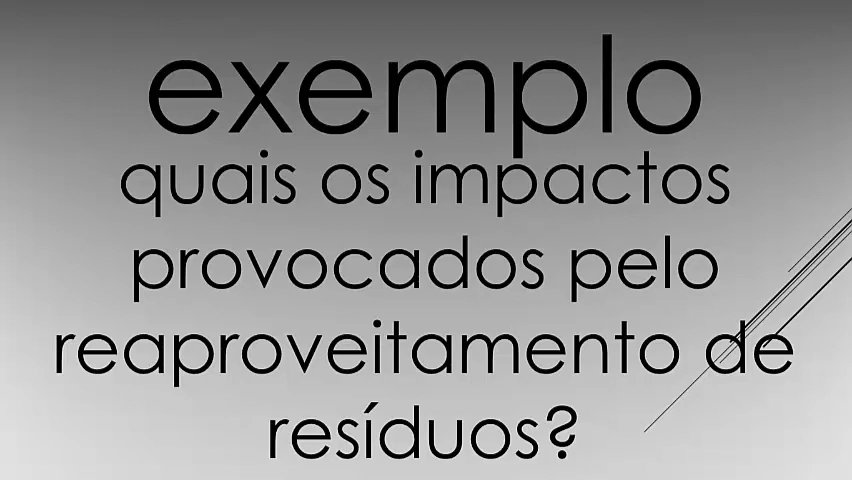 exemplo
quais os impactos
provocados pelo
reaproveitamento de
resíduos?